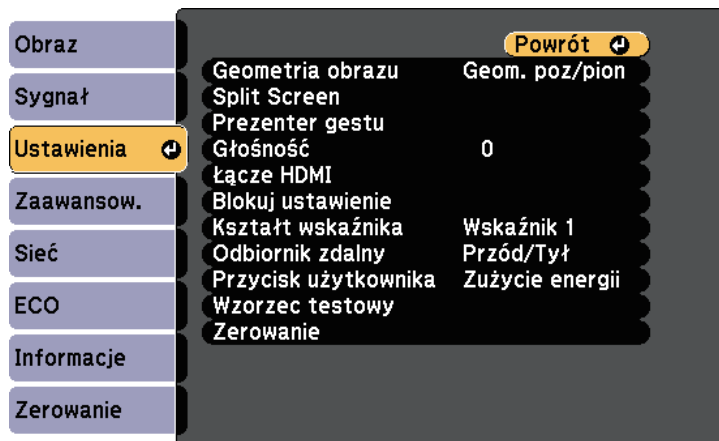 Obraz
Sygnał
Ustawienia
Zaawansow.
Sieć
ECO
Informacje
Zerowanie
Powrót
Geometria obrazu Geom. poz/pion
Split Screen
Prezenter gestu
Głośność 0
Łącze HDMI
Blokuj ustawienie
Kształt wskaźnika Wskaźnik 1
Odbiornik zdalny Przód/Tył
Przycisk użytkownika Zużycie energii
Wzorzec testowy
Zerowanie